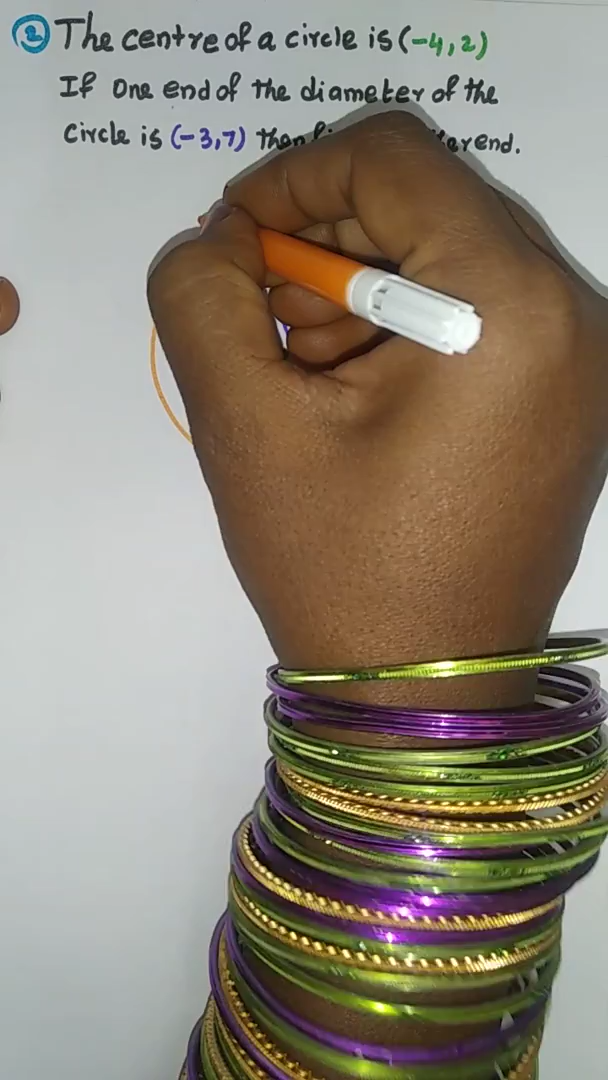 ② The centre of a circle is (-4,2)
If One end of the diameter of the
Circle is (-3,7) then end.